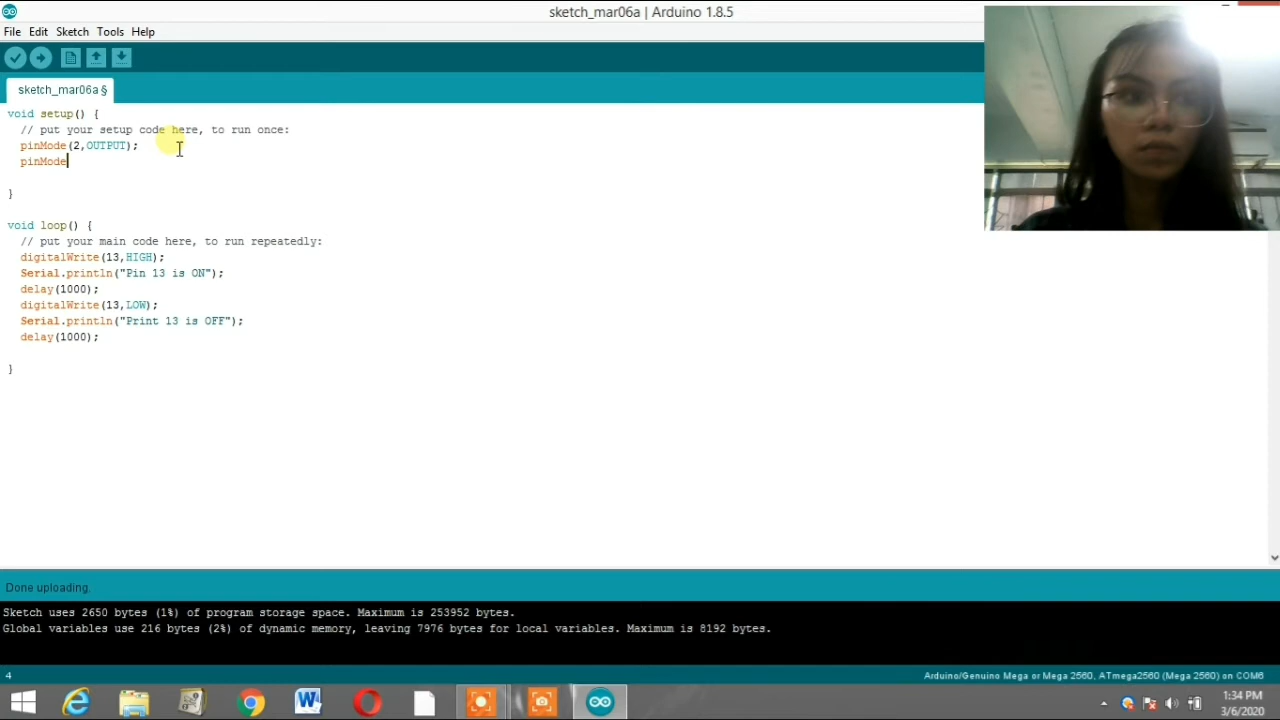 sketch_mar06a | Arduino 1.8.5
File Edit Sketch Tools Help
sketch_mar06a §
void setup() {
// put your setup code here, to run once:
pinMode(2,OUTPUT);
pinMode
}
void loop() {
// put your main code here, to run repeatedly:
digitalWrite(13,HIGH);
Serial.println("Pin 13 is ON");
delay(1000);
digitalWrite(13,LOW);
Serial.println("Print 13 is OFF");
delay(1000);
}
Done uploading.
Sketch uses 2650 bytes (1%) of program storage space. Maximum is 253952 bytes.
Global variables use 216 bytes (2%) of dynamic memory, leaving 7976 bytes for local variables. Maximum is 8192 bytes.
4
Arduino/Genuino Mega or Mega 2560, ATmega2560 (Mega 2560) on COM6
1:34 PM
3/6/2020